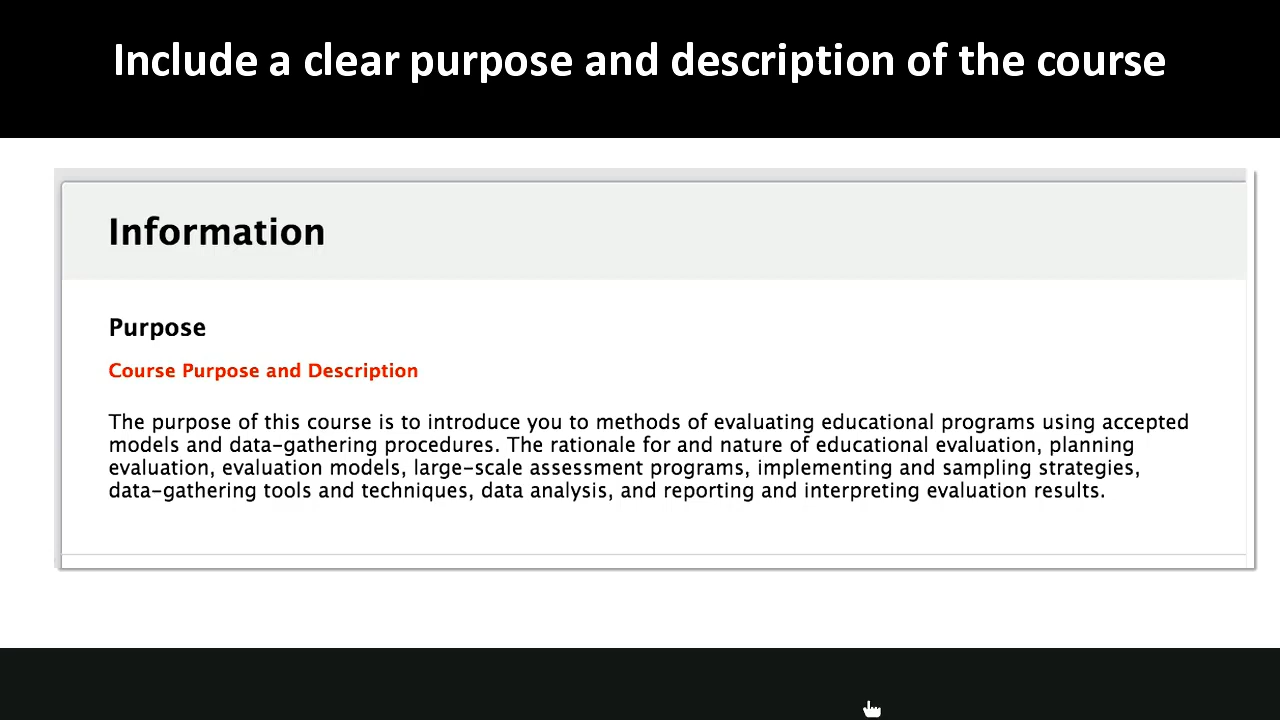 Include a clear purpose and description of the course
Information
Purpose
Course Purpose and Description
The purpose of this course is to introduce you to methods of evaluating educational programs using accepted
models and data-gathering procedures. The rationale for and nature of educational evaluation, planning
evaluation, evaluation models, large-scale assessment programs, implementing and sampling strategies,
data-gathering tools and techniques, data analysis, and reporting and interpreting evaluation results.